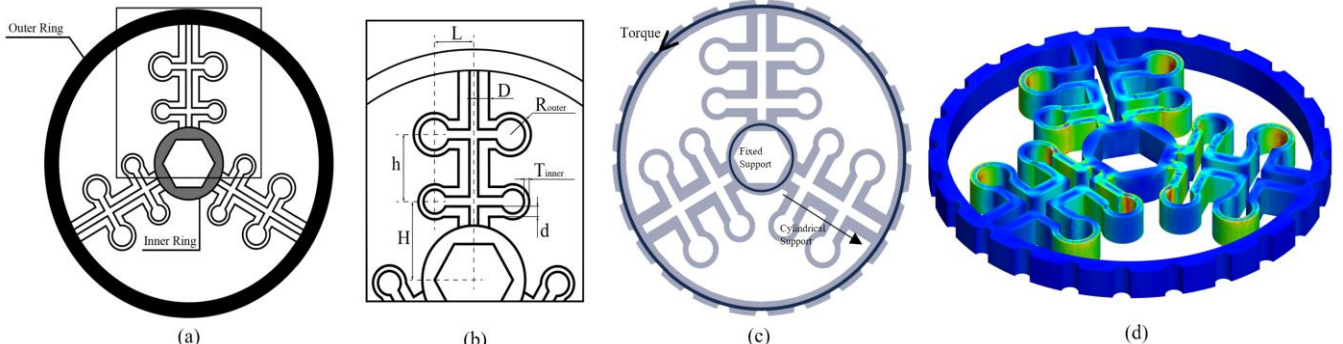 Outer Ring
Inner Ring
(a)
L
D
Router
h
Tinner
H
d
(b)
Torque
Fixed
Support
Cylindrical
Support
(c)
(d)